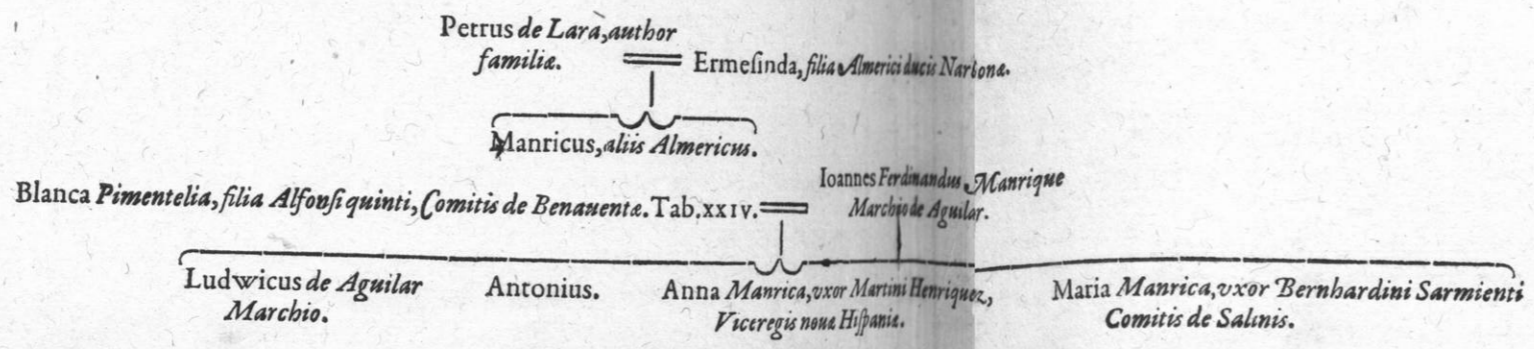 Petrus de Lara, author
familiæ.
Ermeſinda, filia Almerici ducis Narbonæ.
Manricus, aliis Almericus.
Blanca Pimentelia, filia Alfonſi quinti, Comitis de Benauentæ. Tab. XXIV.
Ioannes Ferdinandus Manrique
Marchio de Aguilar.
Ludwicus de Aguilar
Marchio.
Antonius.
Anna Manrica, vxor Martini Henriquez,
Viceregis nouæ Hiſpaniæ.
Maria Manrica, vxor Bernhardini Sarmienti
Comitis de Salinis.